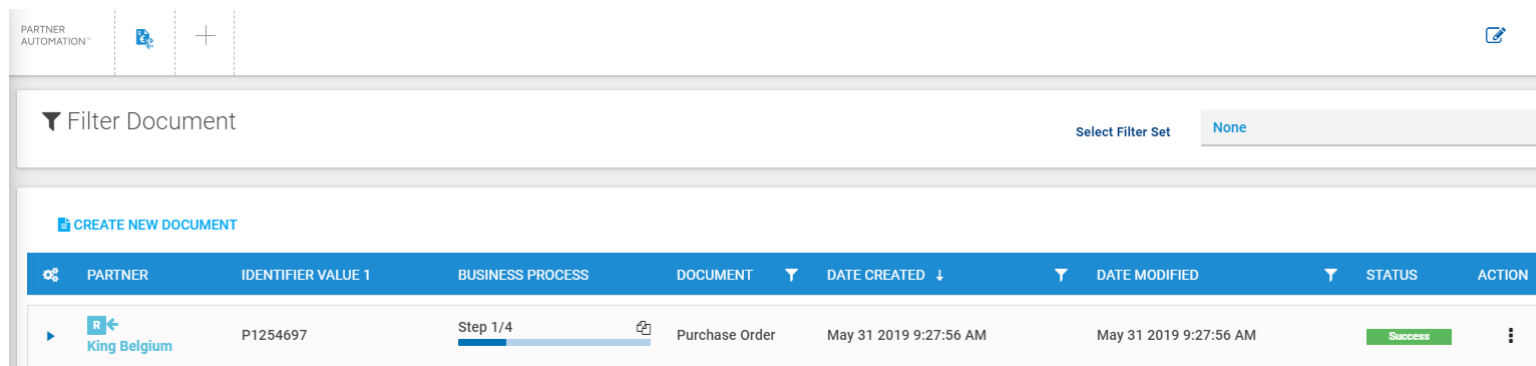 PARTNER
AUTOMATION™
Filter Document
Select Filter Set
None
CREATE NEW DOCUMENT
PARTNER IDENTIFIER VALUE 1 BUSINESS PROCESS DOCUMENT DATE CREATED ↓ DATE MODIFIED STATUS ACTION
R
King Belgium
P1254697
Step 1/4
Purchase Order
May 31 2019 9:27:56 AM
May 31 2019 9:27:56 AM
Success